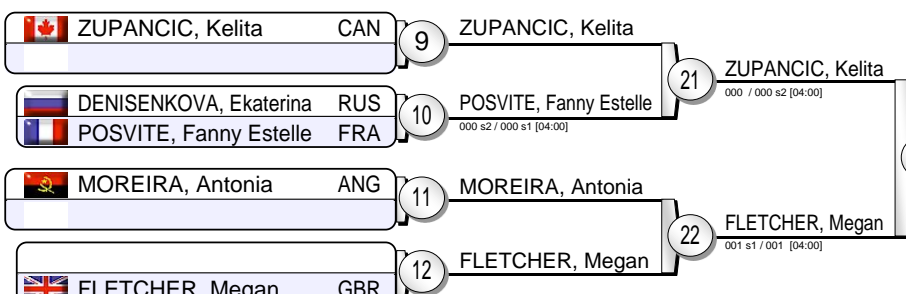 ZUPANCIC, Kelita CAN
9
ZUPANCIC, Kelita
21
ZUPANCIC, Kelita
000 / 000 s2 [04:00]
DENISENKOVA, Ekaterina RUS
POSVITE, Fanny Estelle FRA
10
POSVITE, Fanny Estelle
000 s2 / 000 s1 [04:00]
MOREIRA, Antonia ANG
11
MOREIRA, Antonia
22
FLETCHER, Megan
001 s1 / 001 [04:00]
FLETCHER, Megan GBR
12
FLETCHER, Megan